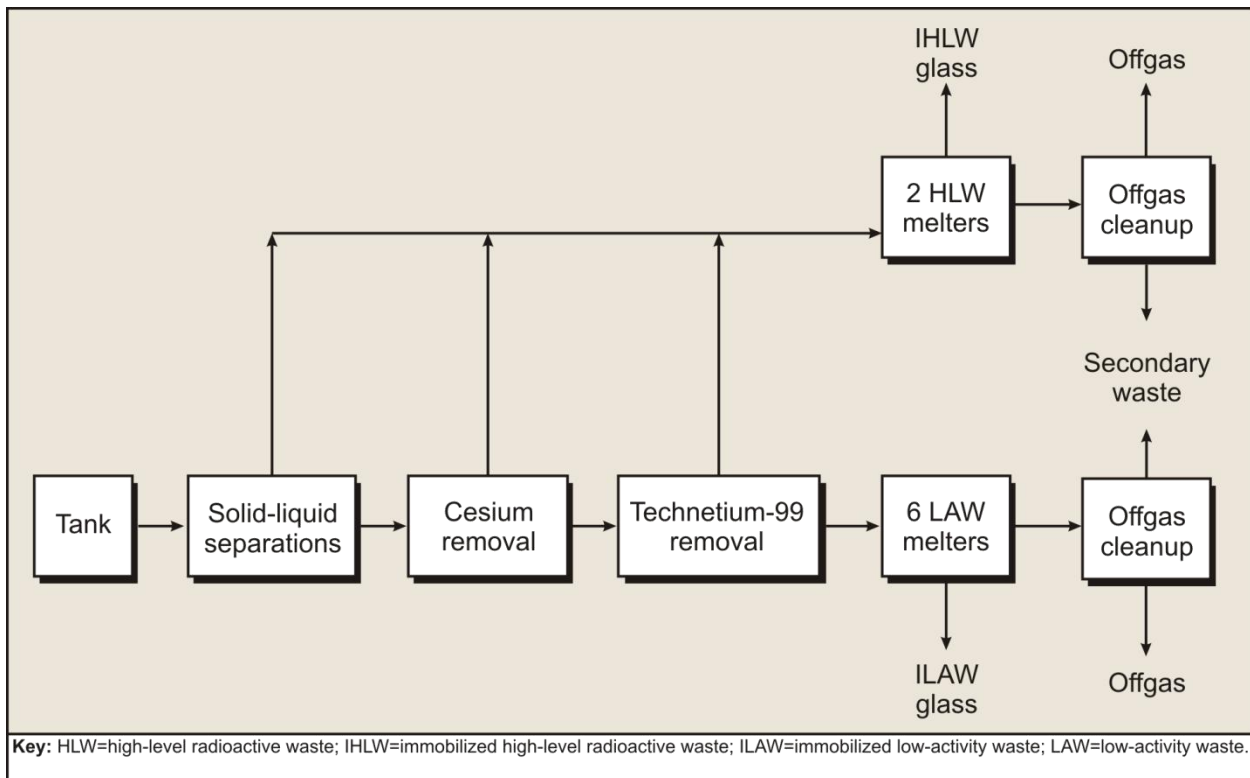 IHLW
glass
Offgas
2 HLW
melters
Offgas
cleanup
Secondary
waste
Tank
Solid-liquid
separations
Cesium
removal
Technetium-99
removal
6 LAW
melters
Offgas
cleanup
ILAW
glass
Offgas
Key: HLW=high-level radioactive waste; IHLW=immobilized high-level radioactive waste; ILAW=immobilized low-activity waste; LAW=low-activity waste.